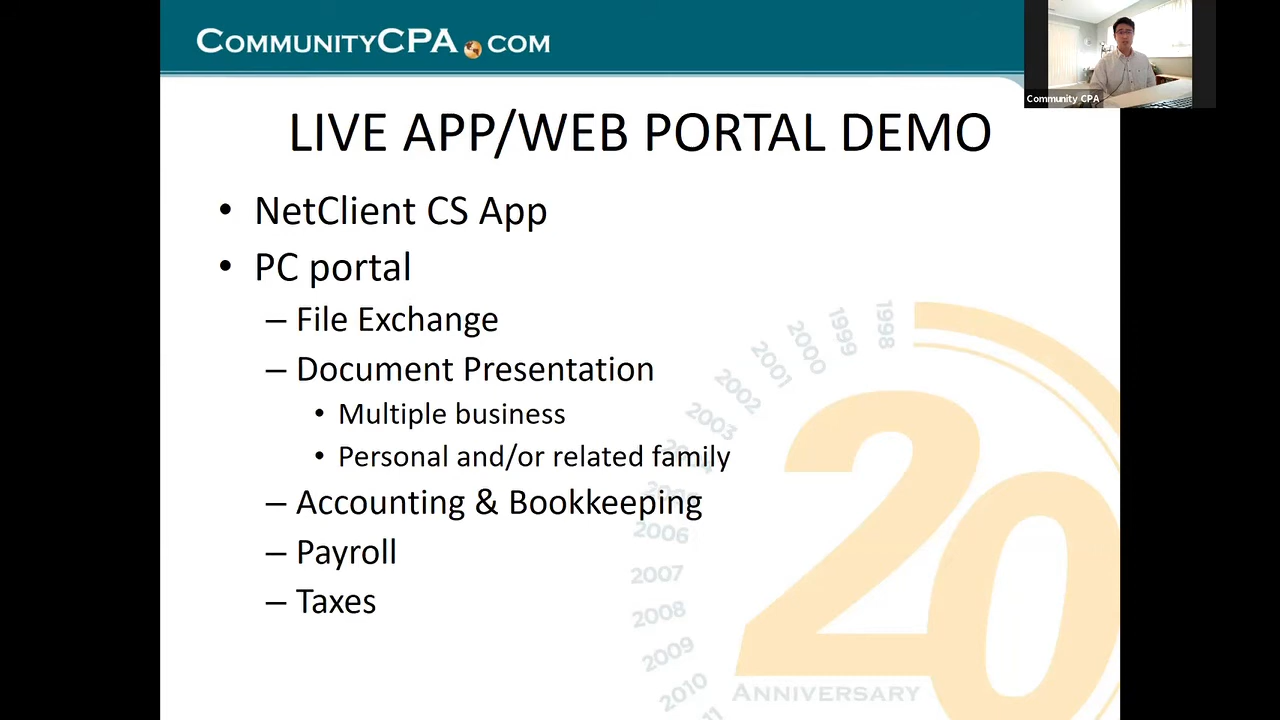 COMMUNITYCPA.COM
Community CPA
LIVE APP/WEB PORTAL DEMO
• NetClient CS App
• PC portal
– File Exchange
– Document Presentation
• Multiple business
• Personal and/or related family
– Accounting & Bookkeeping
– Payroll
– Taxes
1998
1999
2000
2001
2002
2003
2006
2007
2008
2009
2010
20
ANNIVERSARY